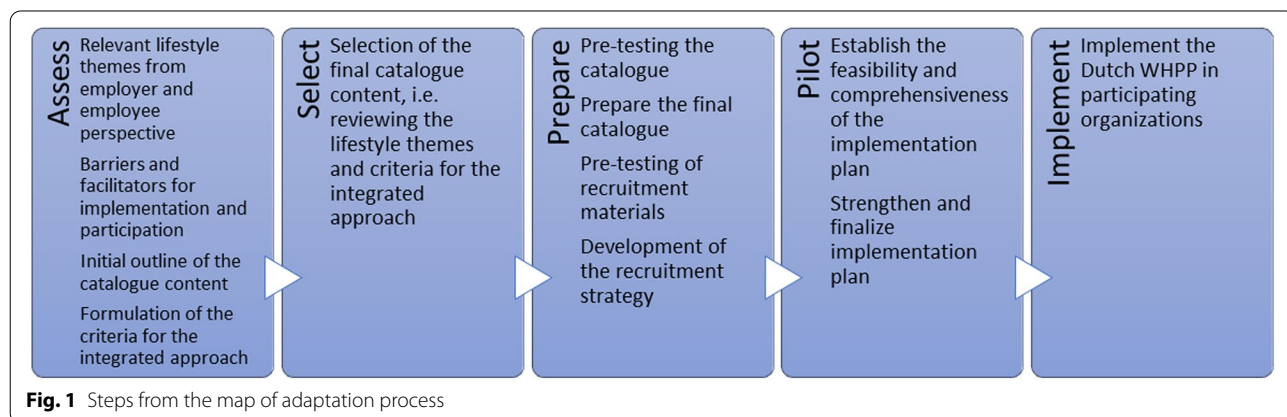 Assess
Relevant lifestyle
themes from
employer and
employee
perspective
Barriers and
facilitators for
implementation and
participation
Initial outline of the
catalogue content
Formulation of the
criteria for the
integrated approach
Select
Selection of the
final catalogue
content, i.e.
reviewing the
lifestyle themes
and criteria for the
integrated
approach
Prepare
Pre-testing the
catalogue
Prepare the final
catalogue
Pre-testing of
recruitment
materials
Development of
the recruitment
strategy
Pilot
Establish the
feasibility and
comprehensiveness
of the
implementation
plan
Strengthen and
finalize
implementation
plan
Implement
Implement the
Dutch WHPP in
participating
organizations
Fig. 1 Steps from the map of adaptation process